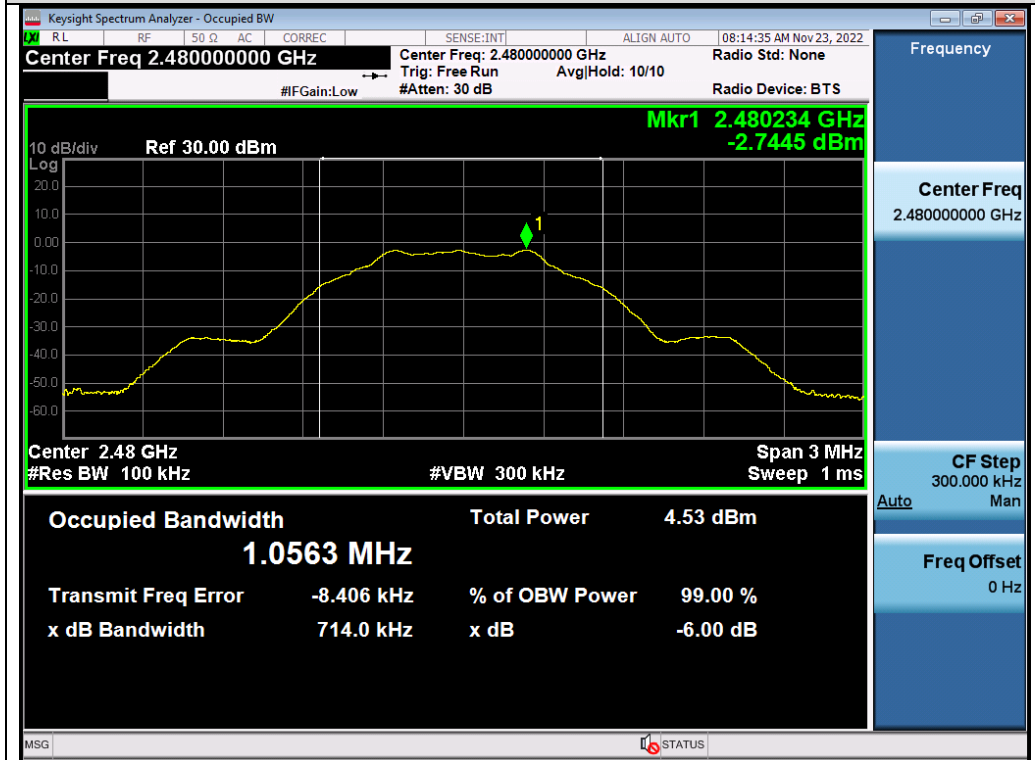 Keysight Spectrum Analyzer - Occupied BW
LXI RL RF 50 Ω AC CORREC SENSE:INT ALIGN AUTO 08:14:35 AM Nov 23, 2022
Center Freq 2.480000000 GHz
Center Freq: 2.480000000 GHz Radio Std: None
Trig: Free Run Avg|Hold: 10/10
#IFGain:Low #Atten: 30 dB Radio Device: BTS
Frequency
Mkr1 2.480234 GHz
-2.7445 dBm
10 dB/div Ref 30.00 dBm
Log
20.0
10.0
0.00
-10.0
-20.0
-30.0
-40.0
-50.0
-60.0
1
Center 2.48 GHz Span 3 MHz
#Res BW 100 kHz #VBW 300 kHz Sweep 1 ms
Center Freq
2.480000000 GHz
CF Step
300.000 kHz
Auto Man
Freq Offset
0 Hz
Occupied Bandwidth Total Power 4.53 dBm
1.0563 MHz
Transmit Freq Error -8.406 kHz % of OBW Power 99.00 %
x dB Bandwidth 714.0 kHz x dB -6.00 dB
MSG STATUS